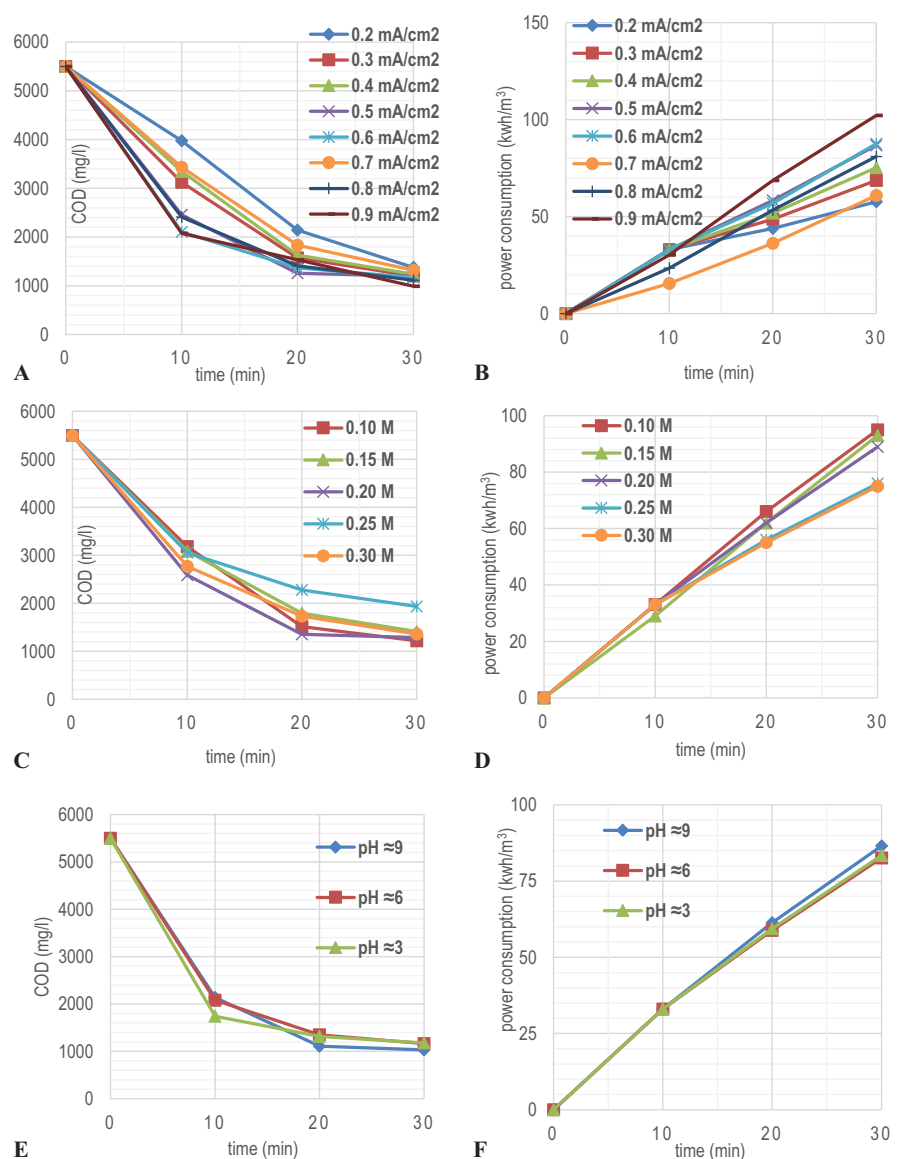 6000
5000
4000
3000
2000
1000
0
COD (mg/l)
0.2 mA/cm2
0.3 mA/cm2
0.4 mA/cm2
0.5 mA/cm2
0.6 mA/cm2
0.7 mA/cm2
0.8 mA/cm2
0.9 mA/cm2
0 10 20 30
time (min)
A
150
100
50
0
power consumption (kwh/m³)
0.2 mA/cm2
0.3 mA/cm2
0.4 mA/cm2
0.5 mA/cm2
0.6 mA/cm2
0.7 mA/cm2
0.8 mA/cm2
0.9 mA/cm2
0 10 20 30
time (min)
B
6000
5000
4000
3000
2000
1000
0
COD (mg/l)
0.10 M
0.15 M
0.20 M
0.25 M
0.30 M
0 10 20 30
time (min)
C
100
80
60
40
20
0
power consumption (kwh/m³)
0.10 M
0.15 M
0.20 M
0.25 M
0.30 M
0 10 20 30
time (min)
D
6000
5000
4000
3000
2000
1000
0
COD (mg/l)
pH ≈9
pH ≈6
pH ≈3
0 10 20 30
time (min)
E
100
75
50
25
0
power consumption (kwh/m³)
pH ≈9
pH ≈6
pH ≈3
0 10 20 30
time (min)
F